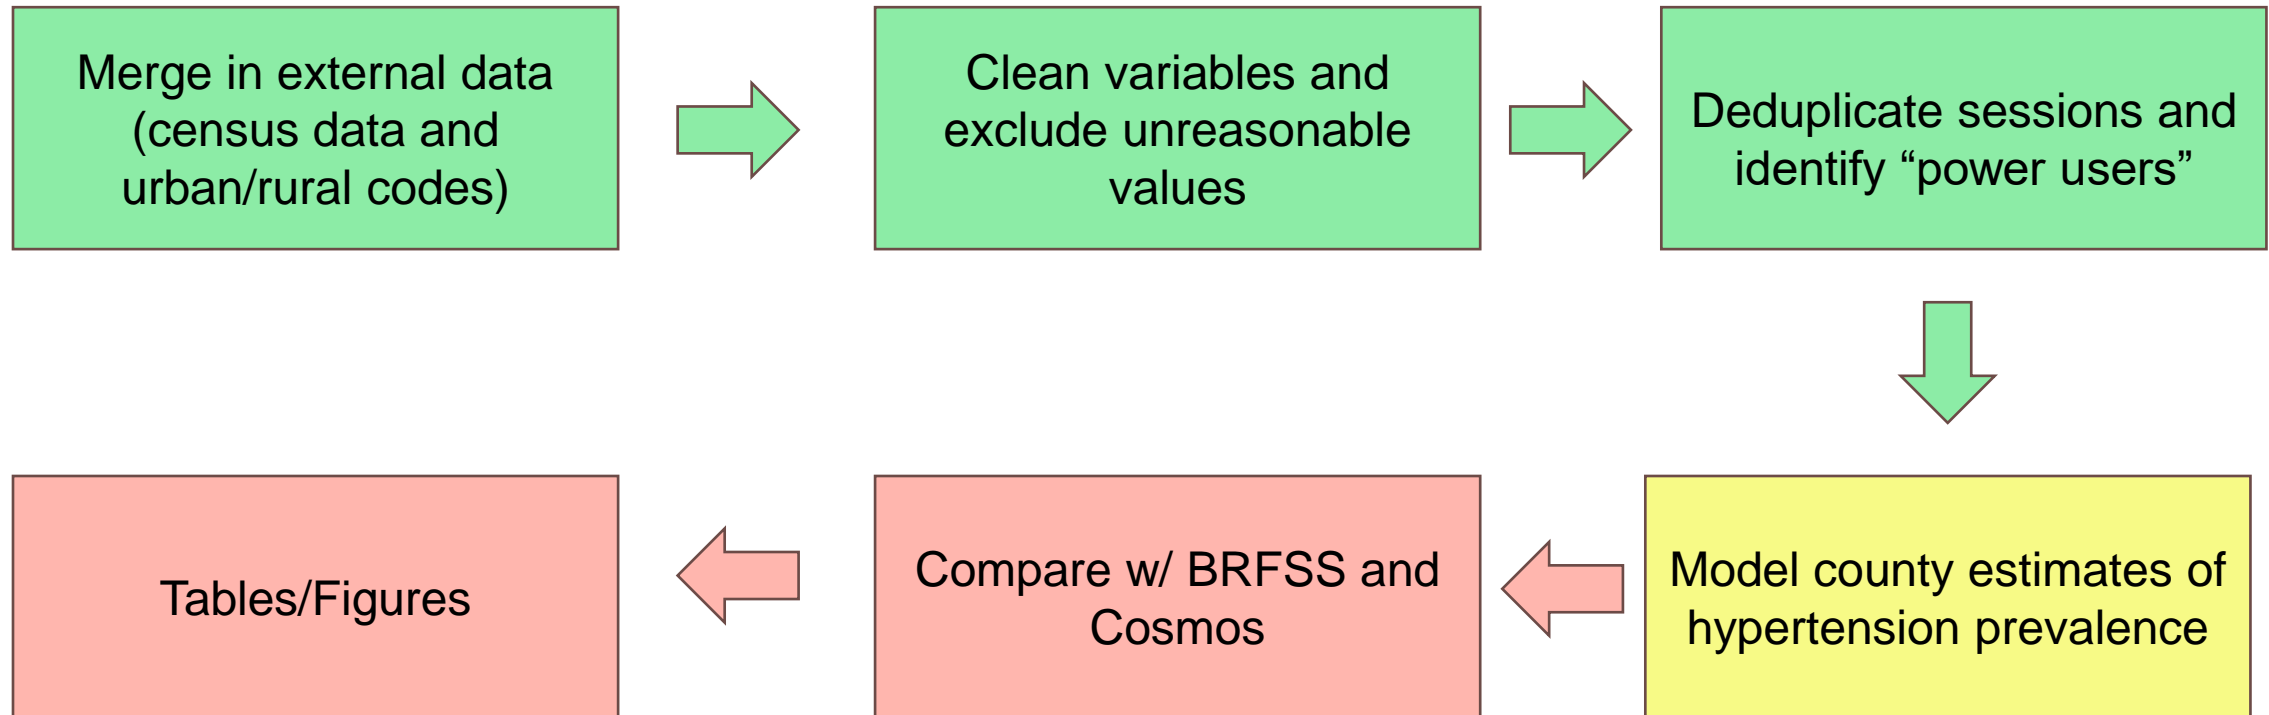 Merge in external data
(census data and
urban/rural codes)
Clean variables and
exclude unreasonable
values
Deduplicate sessions and
identify “power users”
Model county estimates of
hypertension prevalence
Compare w/ BRFSS and
Cosmos
Tables/Figures